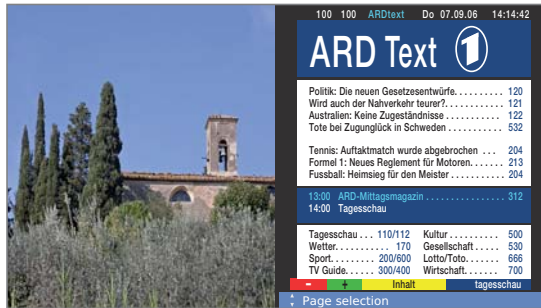 100 100 ARDtext Do 07.09.06 14:14:42
ARD Text 1
Politik: Die neuen Gesetzesentwürfe.......... 120
Wird auch der Nahverkehr teurer?............ 121
Australien: Keine Zugeständnisse ............ 122
Tote bei Zugunglück in Schweden ........... 532
Tennis: Auftaktmatch wurde abgebrochen ... 204
Formel 1: Neues Reglement für Motoren....... 213
Fussball: Heimsieg für den Meister ........... 204
13:00 ARD-Mittagsmagazin .................. 312
14:00 Tagesschau
Tagesschau ... 110/112 Kultur ........... 500
Wetter.......... 170 Gesellschaft ..... 530
Sport........ 200/600 Lotto/Toto....... 666
TV Guide...... 300/400 Wirtschaft....... 700
- + Inhalt tagesschau
Page selection